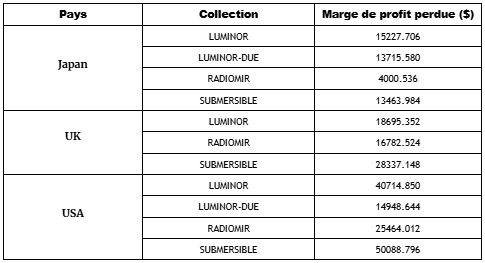 Pays Collection Marge de profit perdue ($)
Japan LUMINOR 15227.706
LUMINOR-DUE 13715.580
RADIOMIR 4000.536
SUBMERSIBLE 13463.984
UK LUMINOR 18695.352
RADIOMIR 16782.524
SUBMERSIBLE 28337.148
USA LUMINOR 40714.850
LUMINOR-DUE 14948.644
RADIOMIR 25464.012
SUBMERSIBLE 50088.796